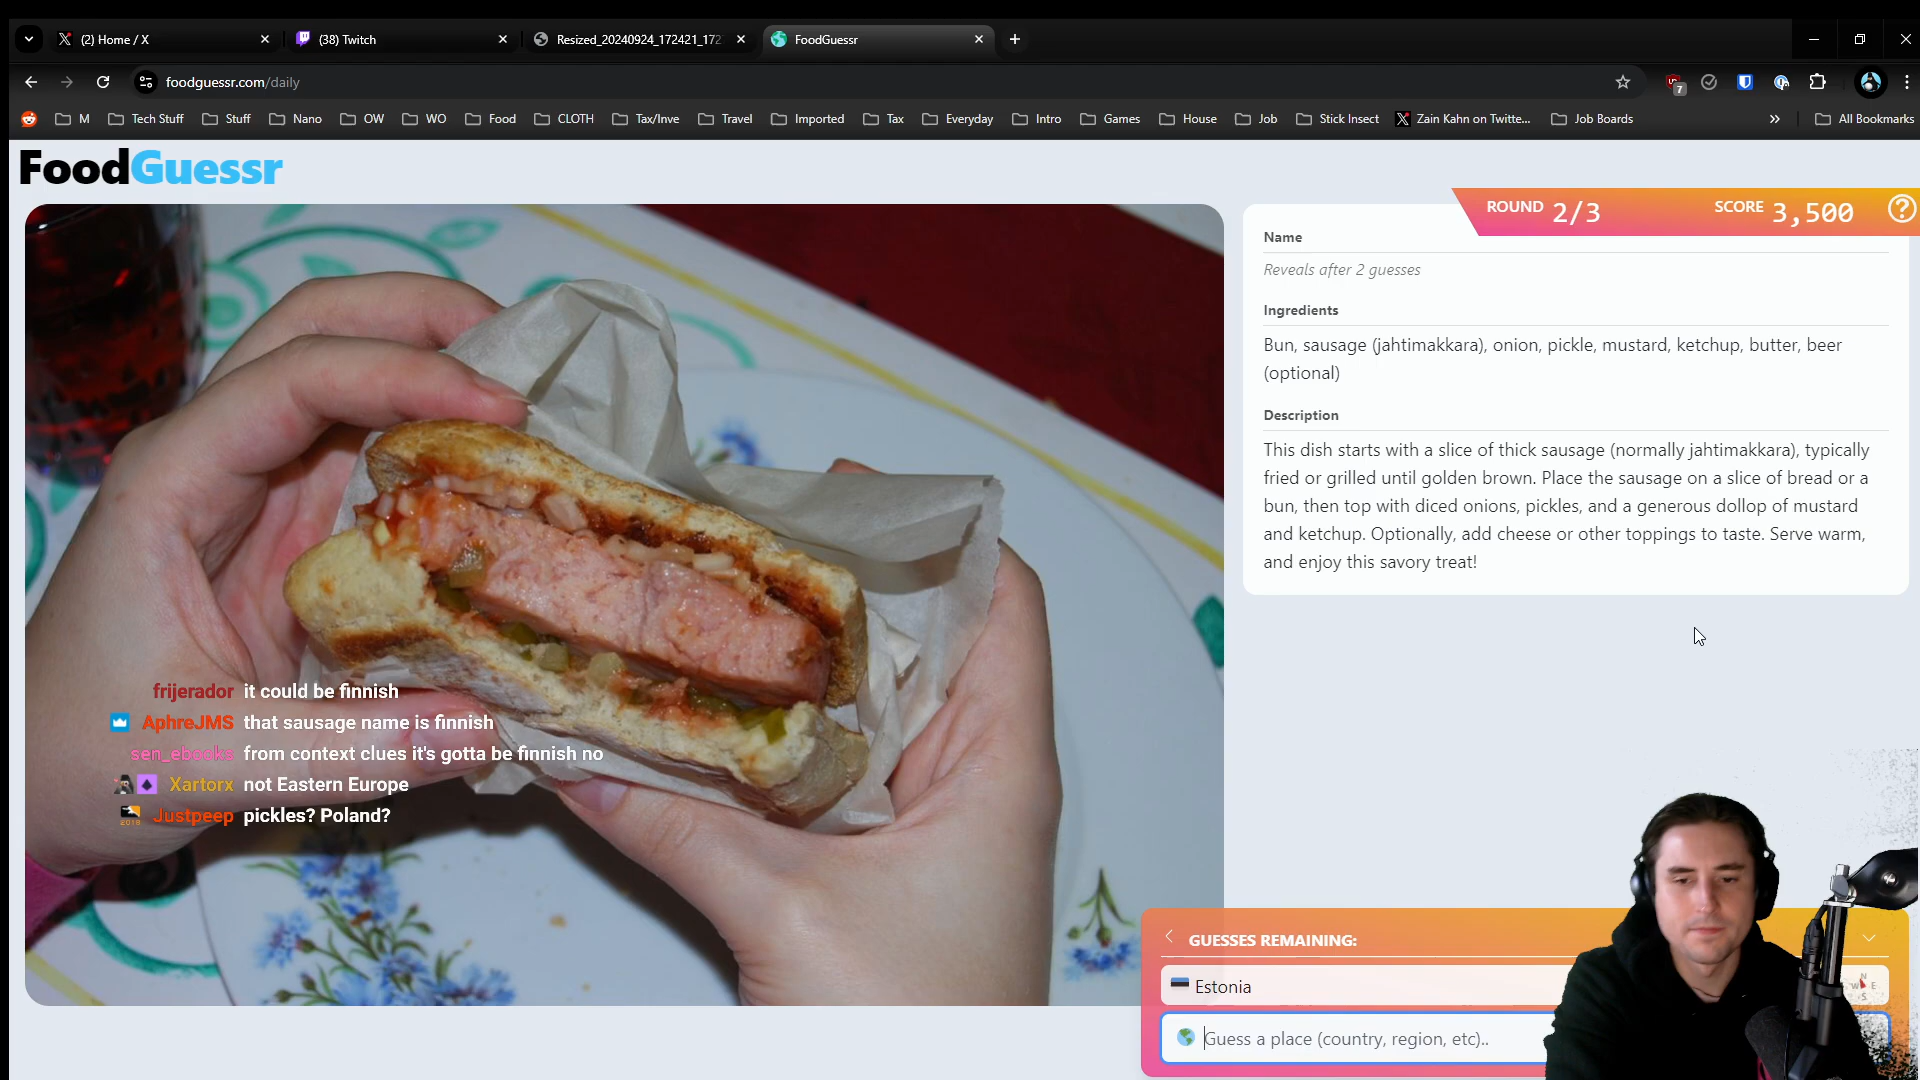 (2) Home / X
(38) Twitch
Resized_20240924_172421_172
FoodGuessr
foodguessr.com/daily
7
M
Tech Stuff
Stuff
Nano
OW
WO
Food
CLOTH
Tax/Inve
Travel
Imported
Tax
Everyday
Intro
Games
House
Job
Stick Insect
Zain Kahn on Twitte...
Job Boards
All Bookmarks
FoodGuessr
ROUND 2/3
SCORE 3,500
Name
Reveals after 2 guesses
Ingredients
Bun, sausage (jahtimakkara), onion, pickle, mustard, ketchup, butter, beer
(optional)
Description
This dish starts with a slice of thick sausage (normally jahtimakkara), typically
fried or grilled until golden brown. Place the sausage on a slice of bread or a
bun, then top with diced onions, pickles, and a generous dollop of mustard
and ketchup. Optionally, add cheese or other toppings to taste. Serve warm,
and enjoy this savory treat!
frijerador it could be finnish
AphreJMS that sausage name is finnish
sen_ebooks from context clues it's gotta be finnish no
Xartorx not Eastern Europe
2018 Justpeep pickles? Poland?
GUESSES REMAINING:
Estonia
N
W E
S
Guess a place (country, region, etc)..